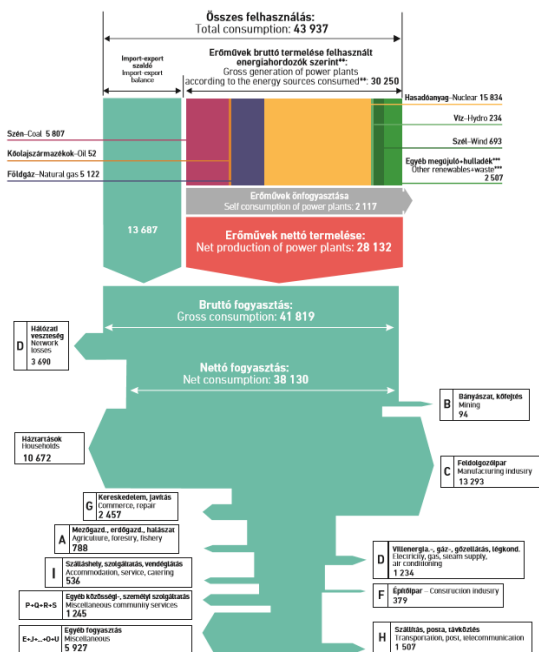 Összes felhasználás:
Total consumption: 43 937
Import-export
szaldó
Import-export
balance
Erőművek bruttó termelése felhasznált
energiahordozók szerint**:
Gross generation of power plants
according to the energy sources consumed**: 30 250
Hasadóanyag–Nuclear 15 834
Víz–Hydro 234
Szén–Coal 5 807
Szél–Wind 693
Kőolajszármazékok–Oil 52
Egyéb megújuló+hulladék***
Other renewables+waste***
2 507
Földgáz–Natural gas 5 122
Erőművek önfogyasztása
Self consumption of power plants: 2 117
13 687
Erőművek nettó termelése:
Net production of power plants: 28 132
Bruttó fogyasztás:
Gross consumption: 41 819
D
Hálózati
veszteség
Network
losses
3 690
Nettó fogyasztás:
Net consumption: 38 130
B
Bányászat, kőfejtés
Mining
94
Háztartások
Households
10 672
C
Feldolgozóipar
Manufacturing industry
13 293
G
Kereskedelem, javítás
Commerce, repair
2 457
A
Mezőgazd., erdőgazd., halászat
Agriculture, forestry, fishery
788
D
Villenergia.-, gáz-, gőzellátás, légkond.
Electricity, gas, steam supply,
air conditioning
1 234
I
Szálláshely, szolgáltatás, vendéglátás
Accommodation, service, catering
536
F
Építőipar – Construction industry
379
P+Q+R+S
Egyéb közösségi-, személyi szolgáltatás
Miscellaneous community services
1 245
E+J+...+O+U
Egyéb fogyasztás
Miscellaneous
5 927
H
Szállítás, posta, távközlés
Transportation, post, telecommunication
1 507